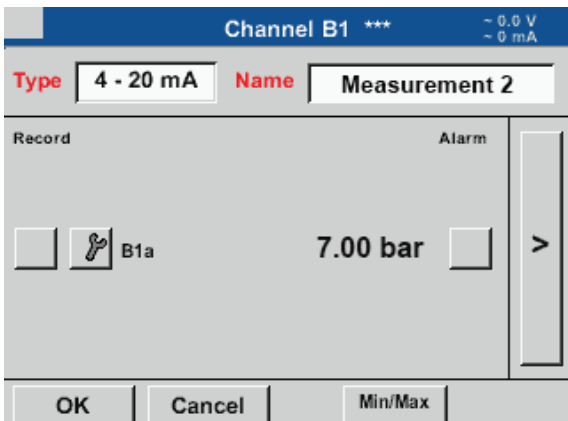 Channel B1 *** ~ 0.0 V
~ 0 mA
Type 4 - 20 mA Name Measurement 2
Record Alarm
B1a 7.00 bar >
OK Cancel Min/Max